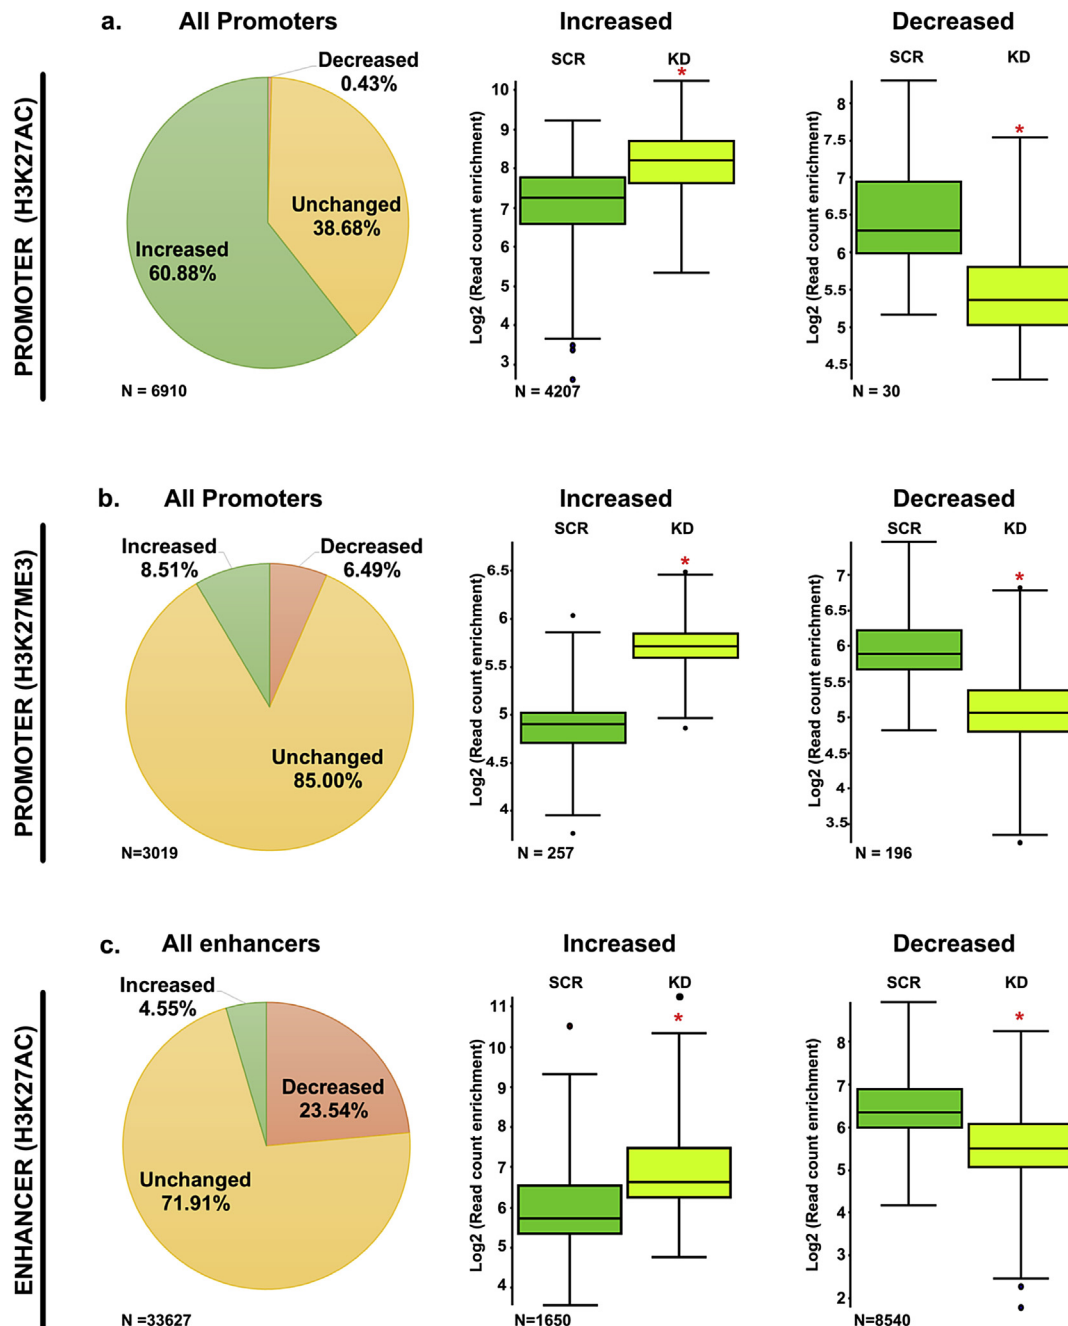 a.
All Promoters
Increased
Decreased
PROMOTER (H3K27AC)
Decreased
0.43%
Unchanged
38.68%
Increased
60.88%
N = 6910
SCR
KD
*
Log2 (Read count enrichment)
10
9
8
7
6
5
4
3
N = 4207
SCR
KD
*
Log2 (Read count enrichment)
8
7.5
7
6.5
6
5.5
5
4.5
N = 30
b.
All Promoters
Increased
Decreased
PROMOTER (H3K27ME3)
Increased
8.51%
Decreased
6.49%
Unchanged
85.00%
N=3019
SCR
KD
*
Log2 (Read count enrichment)
6.5
6
5.5
5
4.5
4
N = 257
SCR
KD
*
Log2 (Read count enrichment)
7
6.5
6
5.5
5
4.5
4
3.5
N = 196
c.
All enhancers
Increased
Decreased
ENHANCER (H3K27AC)
Increased
4.55%
Decreased
23.54%
Unchanged
71.91%
N =33627
SCR
KD
*
Log2 (Read count enrichment)
11
10
9
8
7
6
5
4
N=1650
SCR
KD
*
Log2 (Read count enrichment)
8
7
6
5
4
3
2
N=8540